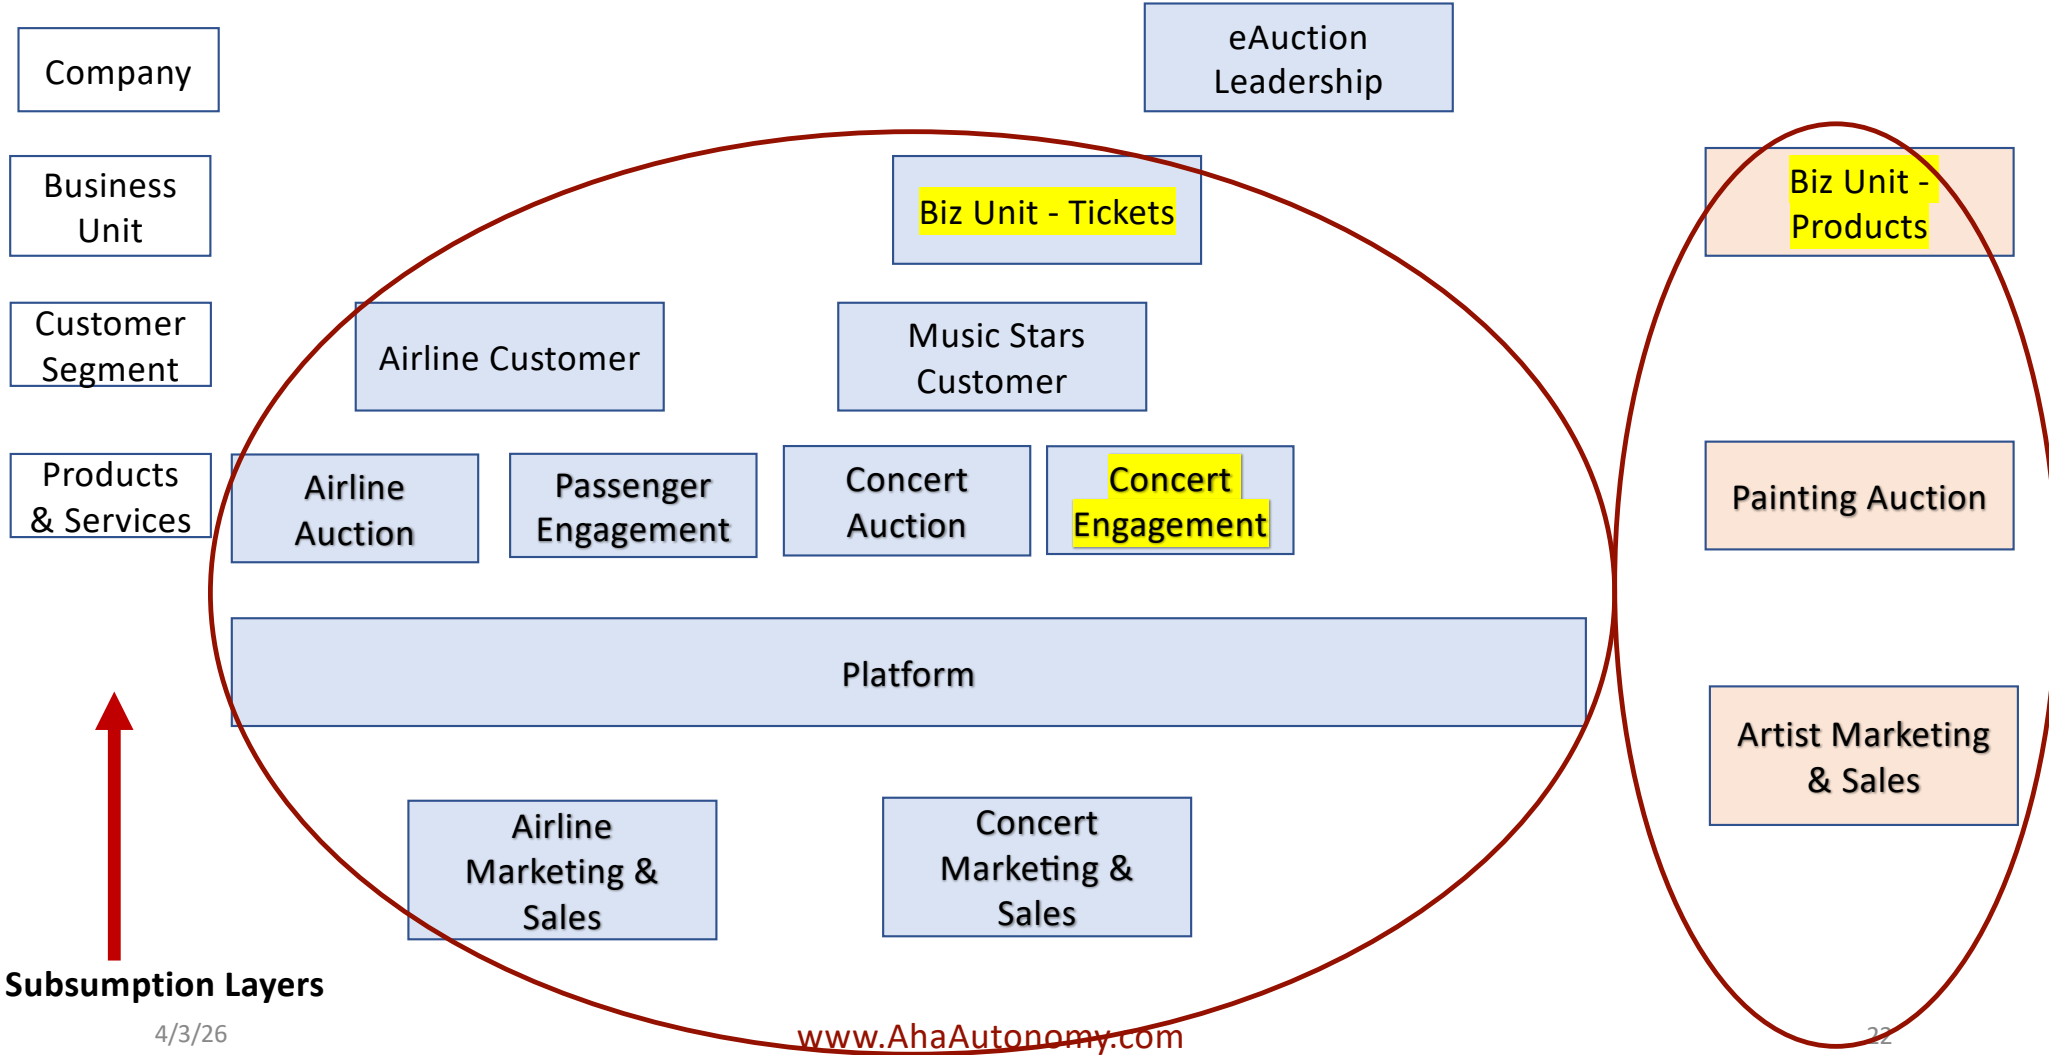 Company
eAuction
Leadership
Business
Unit
Biz Unit - Tickets
Biz Unit -
Products
Customer
Segment
Airline Customer
Music Stars
Customer
Products
& Services
Airline
Auction
Passenger
Engagement
Concert
Auction
Concert
Engagement
Painting Auction
Platform
Artist Marketing
& Sales
Airline
Marketing &
Sales
Concert
Marketing &
Sales
Subsumption Layers
4/3/26
www.AhaAutonomy.com
22